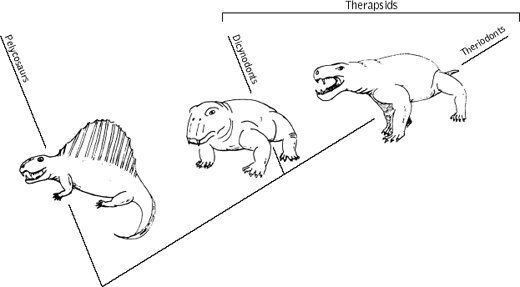 Therapsids
Pelycosaurs
Dicynodonts
Theriodonts